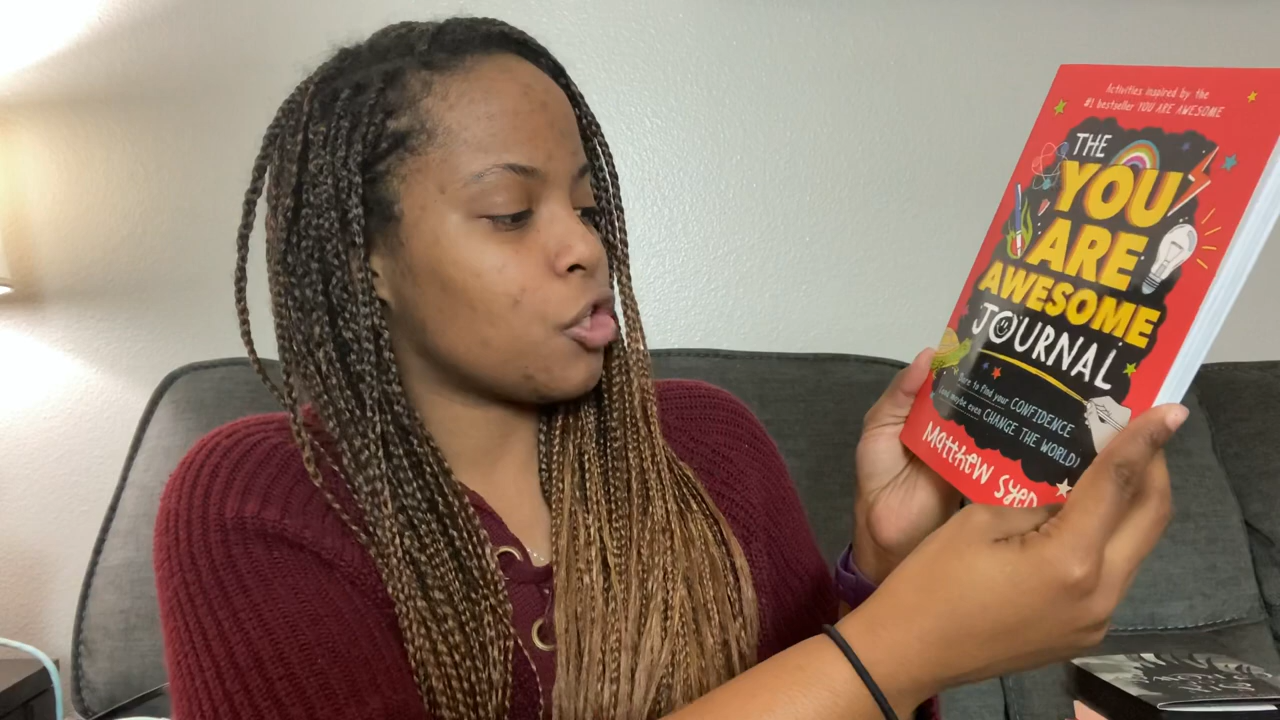 Activities inspired by the
#1 bestseller YOU ARE AWESOME
THE
YOU
ARE
AWESOME
JOURNAL
Dare to find your CONFIDENCE
(and maybe even CHANGE THE WORLD)
Matthew Syed